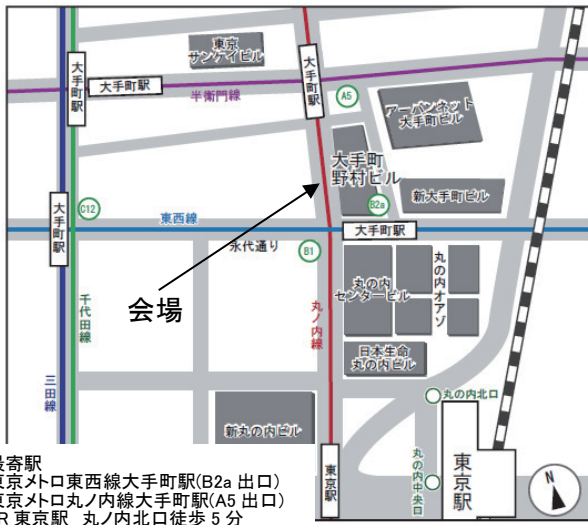 東京
サンケイビル
大手町駅
大手町駅
大手町駅
半蔵門線
A5
アーバンネット
大手町ビル
大手町
野村ビル
新大手町ビル
B2a
C12
大手町駅
東西線
大手町駅
永代通り
B1
丸の内
センタービル
丸の内オアゾ
会場
千代田線
丸ノ内線
日本生命
丸の内ビル
三田線
丸の内北口
新丸の内ビル
東京駅
丸の内中央口
東京駅
N
最寄駅
東京メトロ東西線大手町駅(B2a 出口)
東京メトロ丸ノ内線大手町駅(A5 出口)
JR 東京駅 丸ノ内北口徒歩 5 分